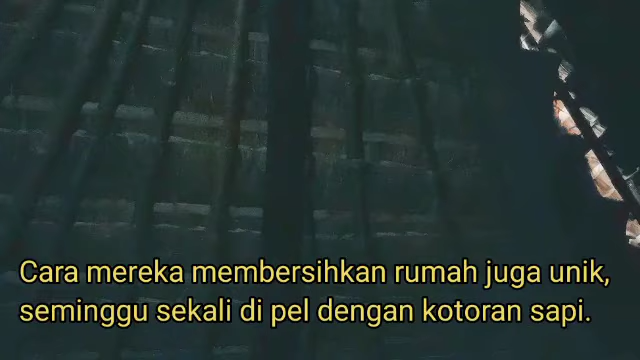 Cara mereka membersihkan rumah juga unik,
seminggu sekali di pel dengan kotoran sapi.